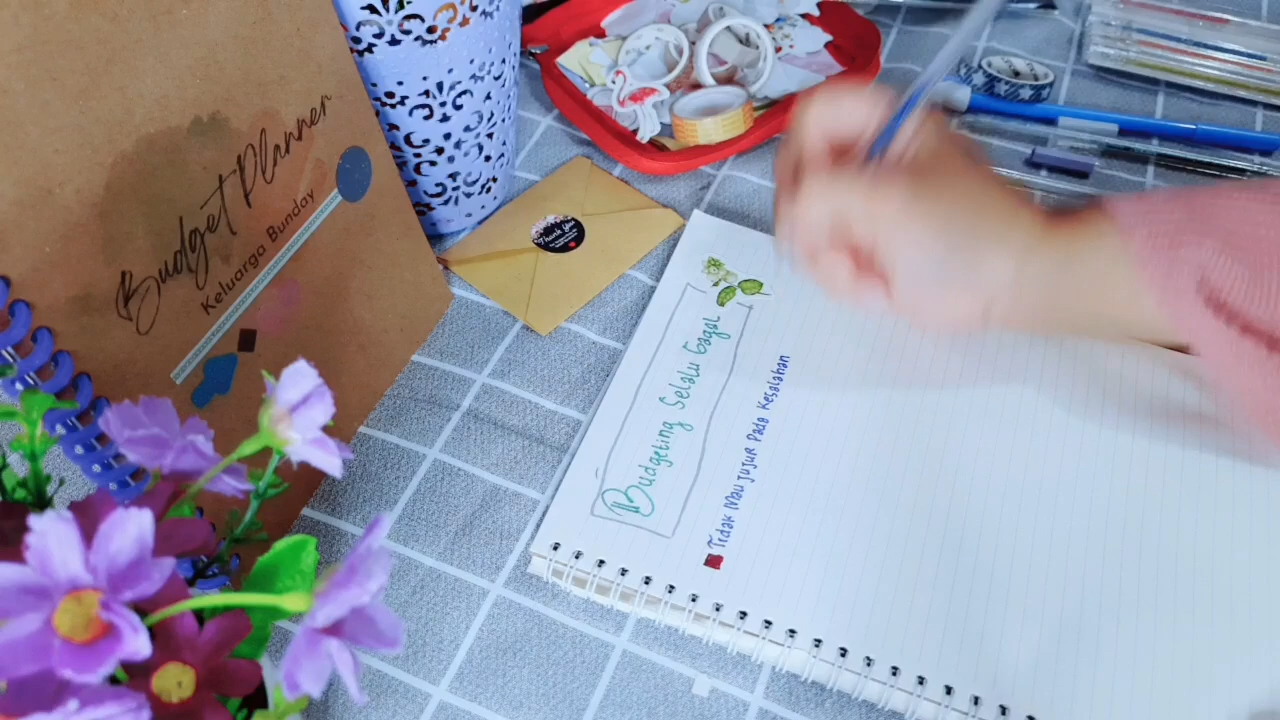 Budget Planner
Keluarga Bunday
Thank You
Budgeting Selalu Gagal
Tidak Mau Jujur Pada Kesalahan